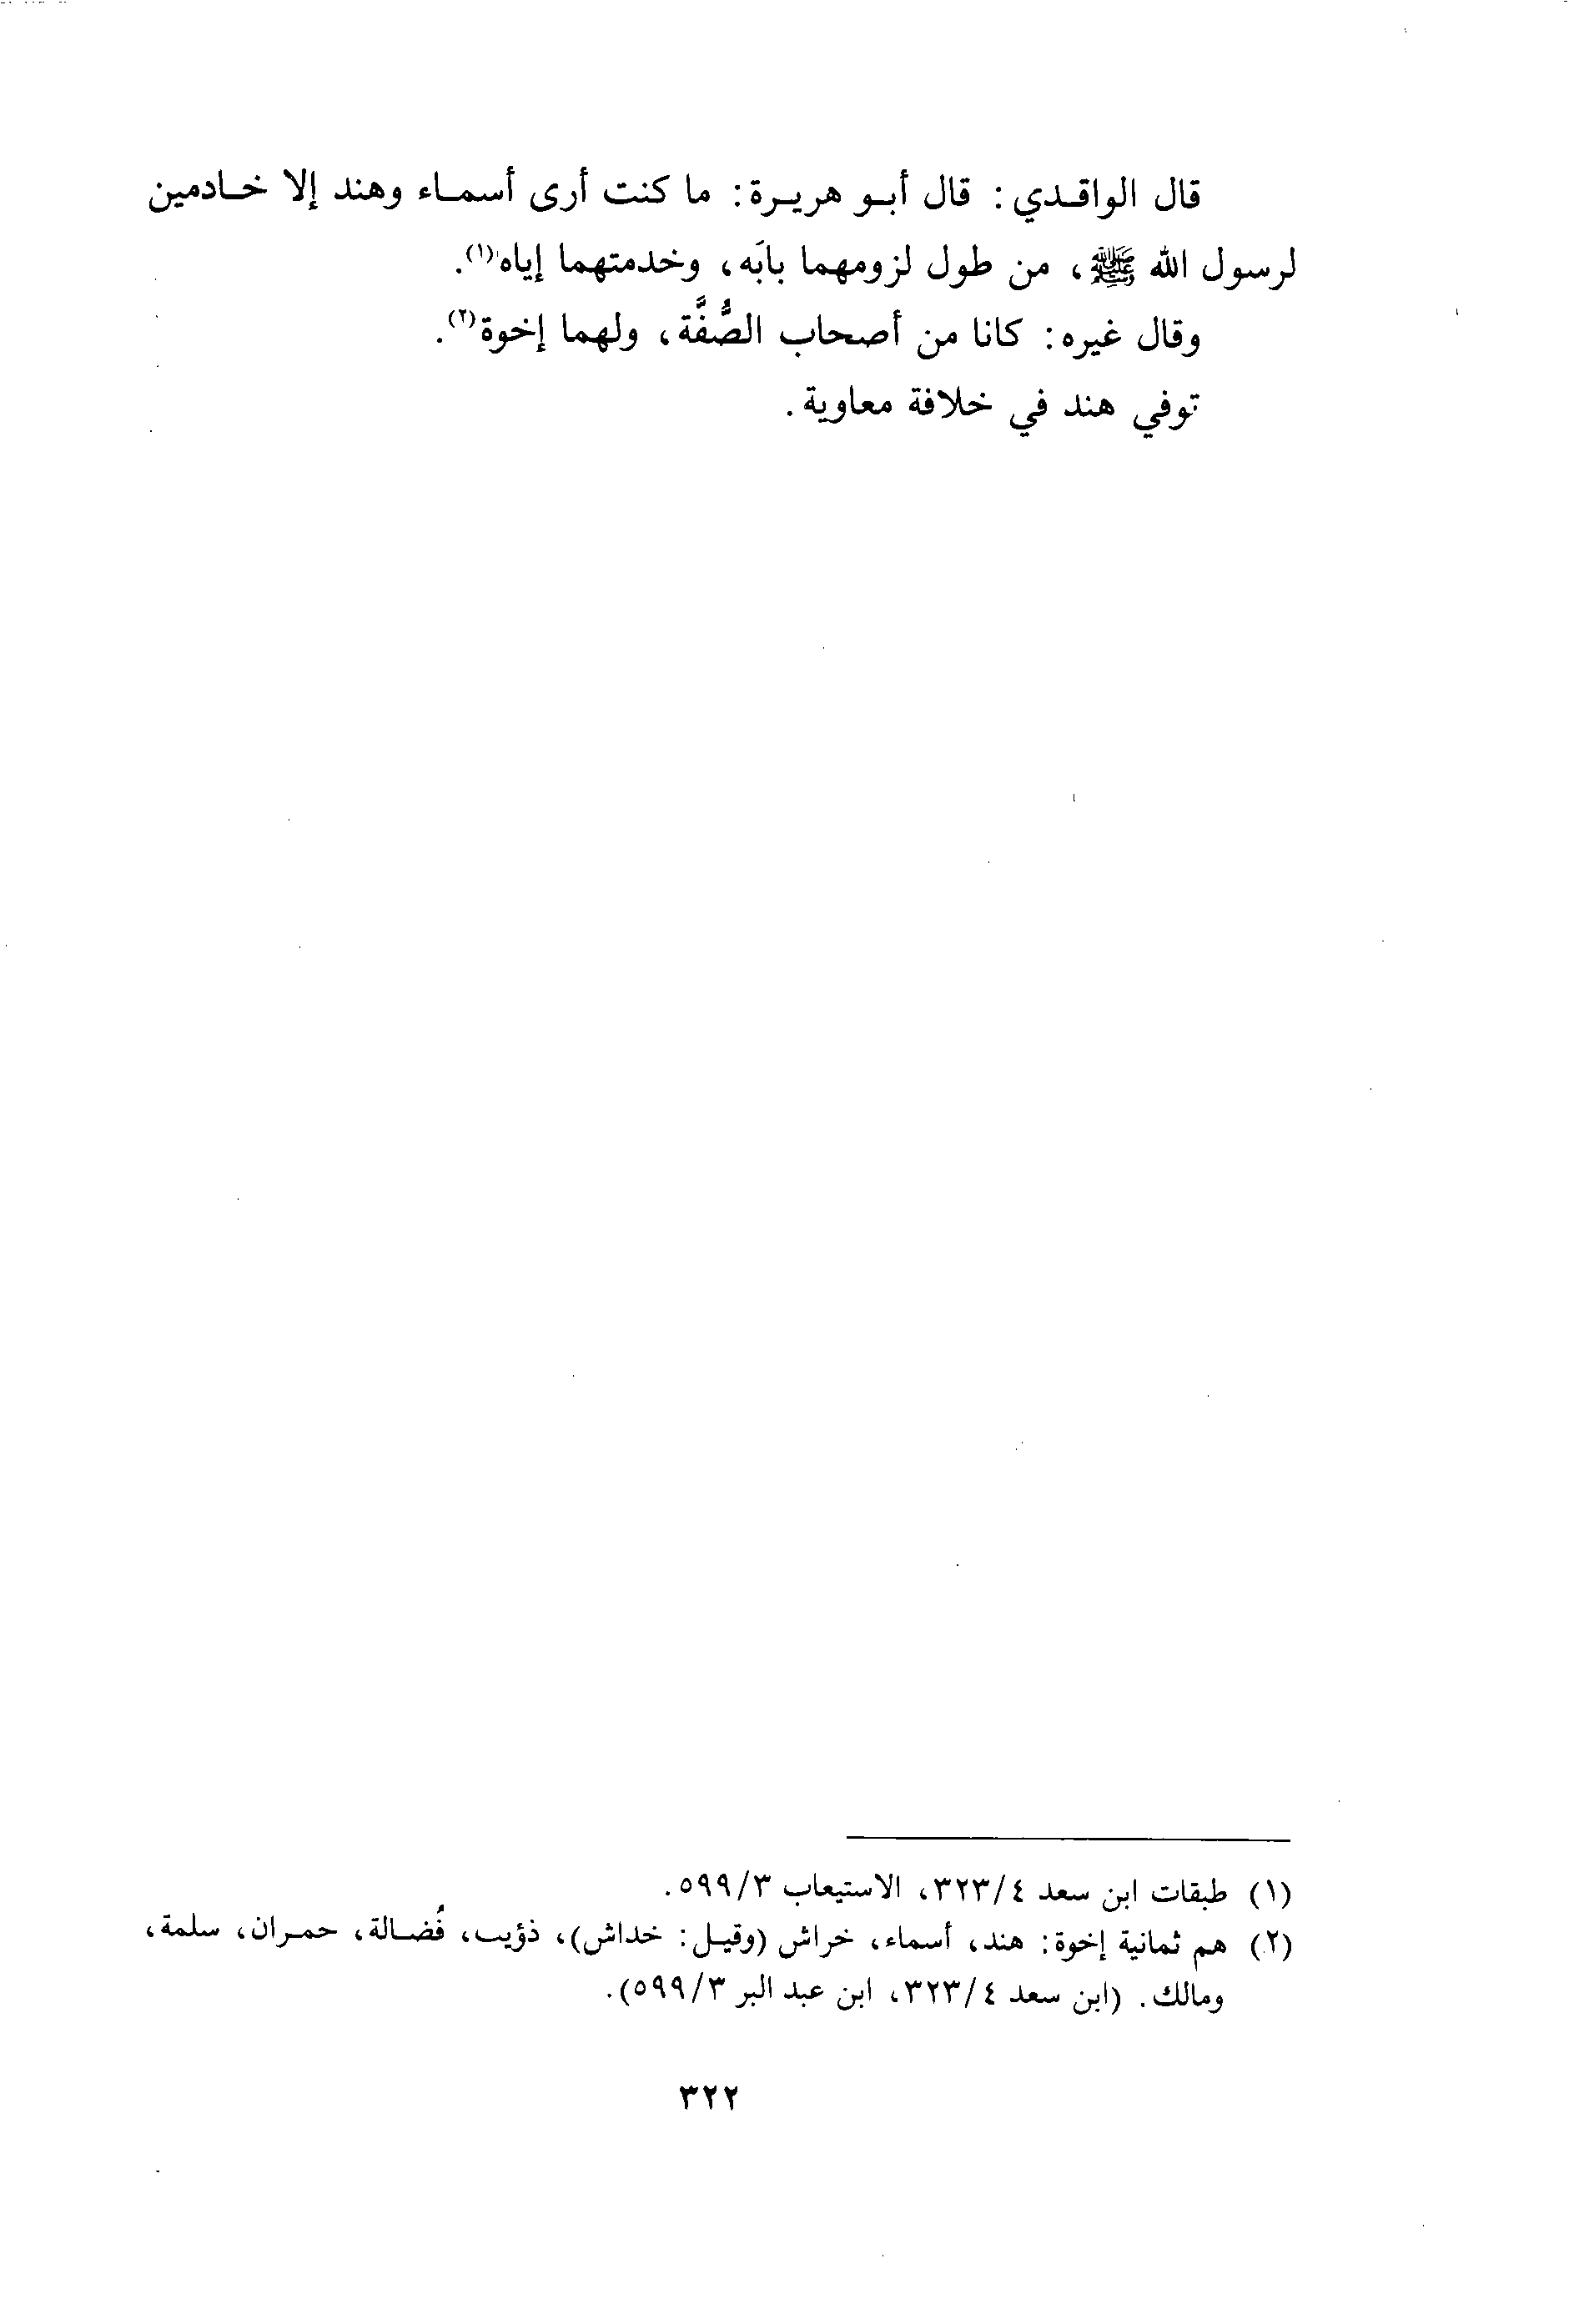 قال الواقدي: قال أبو هريرة: ما كنت أرى أسماء وهند إلا خادمين
لرسول الله ﷺ، من طول لزومهما بابَه، وخدمتهما إياه(١).
وقال غيره: كانا من أصحاب الصُّفَّة، ولهما إخوة(٢).
توفي هند في خلافة معاوية.
(١) طبقات ابن سعد ٣٢٣/٤، الاستيعاب ٥٩٩/٣.
(٢) هم ثمانية إخوة: هند، أسماء، خراش (وقيل: خداش)، ذؤيب، فُضالة، حمران، سلمة،
ومالك. (ابن سعد ٣٢٣/٤، ابن عبد البر ٥٩٩/٣).
٣٢٢